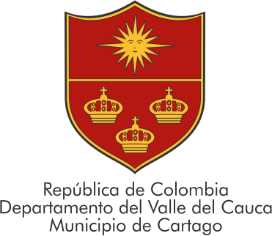 República de Colombia
Departamento del Valle del Cauca
Municipio de Cartago